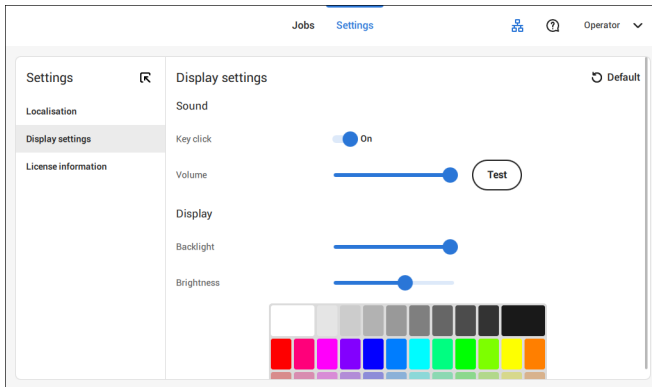 Jobs Settings Operator
Settings
Localisation
Display settings
License information
Display settings Default
Sound
Key click On
Volume Test
Display
Backlight
Brightness